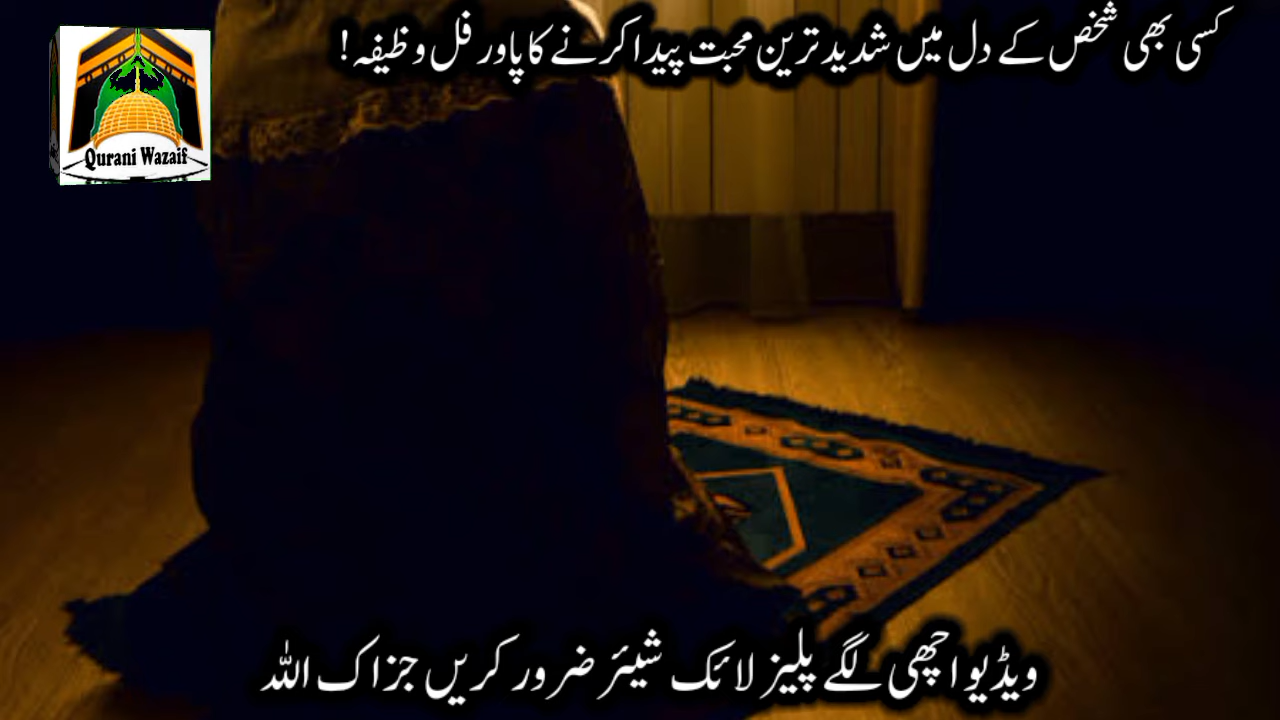 کسی بھی شخص کے دل میں شدید ترین محبت پیدا کرنے کا پاور فل وظیفہ!
Qurani Wazaif
ویڈیو اچھی لگے پلیز لائک شیئر ضرور کریں جزاک اللہ